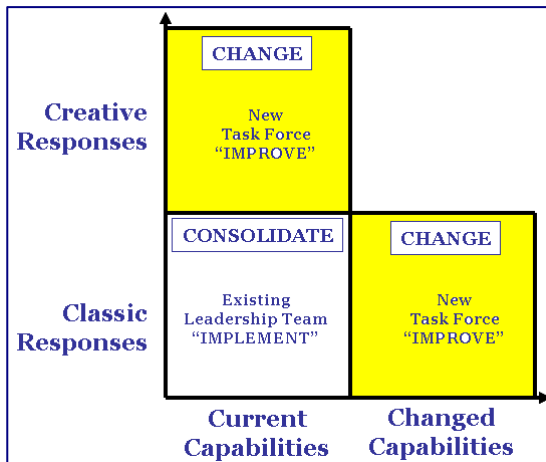 CHANGE
Creative
Responses
New
Task Force
“IMPROVE”
CONSOLIDATE
CHANGE
Classic
Responses
Existing
Leadership Team
“IMPLEMENT”
New
Task Force
“IMPROVE”
Current
Capabilities
Changed
Capabilities